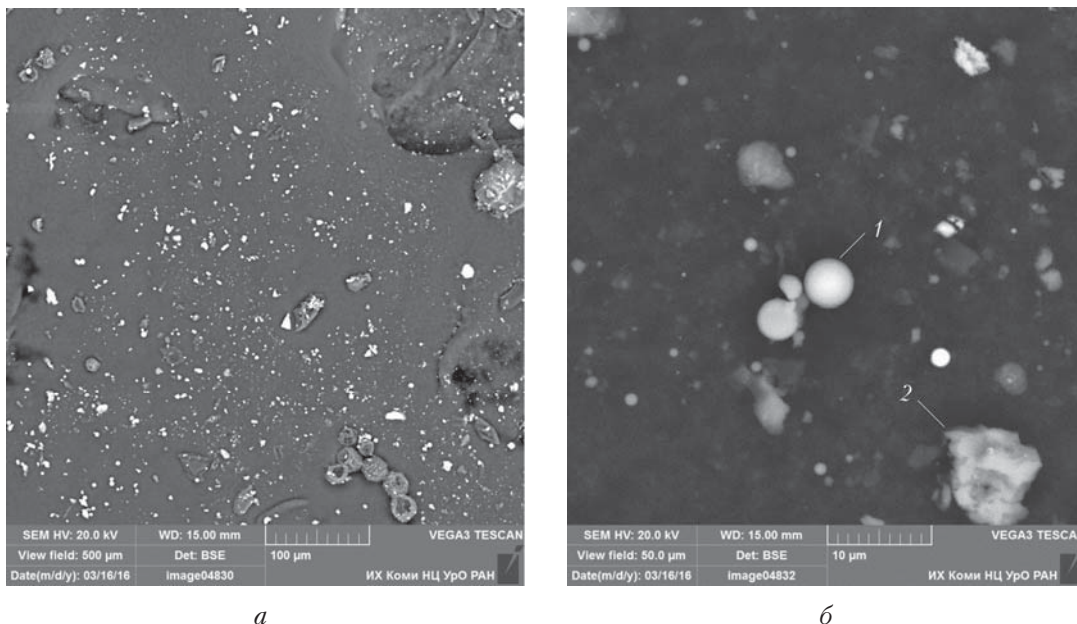 1
2
SEM HV: 20.0 kV WD: 15.00 mm VEGA3 TESCAN
View field: 500 µm Det: BSE 100 µm
Date(m/d/y): 03/16/16 image04830 ИХ Коми НЦ УрО РАН
SEM HV: 20.0 kV WD: 15.00 mm VEGA3 TESCAN
View field: 50.0 µm Det: BSE 10 µm
Date(m/d/y): 03/16/16 image04832 ИХ Коми НЦ УрО РАН
а
б